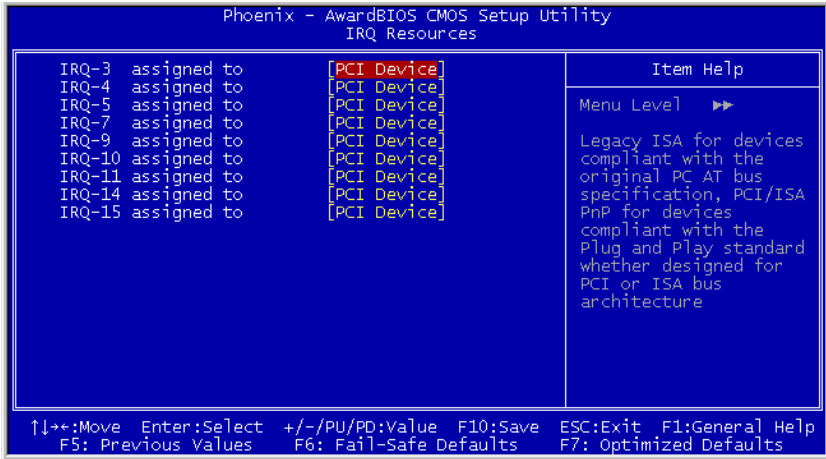 Phoenix - AwardBIOS CMOS Setup Utility
IRQ Resources
IRQ-3 assigned to [PCI Device]
IRQ-4 assigned to [PCI Device]
IRQ-5 assigned to [PCI Device]
IRQ-7 assigned to [PCI Device]
IRQ-9 assigned to [PCI Device]
IRQ-10 assigned to [PCI Device]
IRQ-11 assigned to [PCI Device]
IRQ-14 assigned to [PCI Device]
IRQ-15 assigned to [PCI Device]
Item Help
Menu Level ►►
Legacy ISA for devices
compliant with the
original PC AT bus
specification, PCI/ISA
PnP for devices
compliant with the
Plug and Play standard
whether designed for
PCI or ISA bus
architecture
↑↓→←:Move Enter:Select +/-/PU/PD:Value F10:Save ESC:Exit F1:General Help
F5: Previous Values F6: Fail-Safe Defaults F7: Optimized Defaults